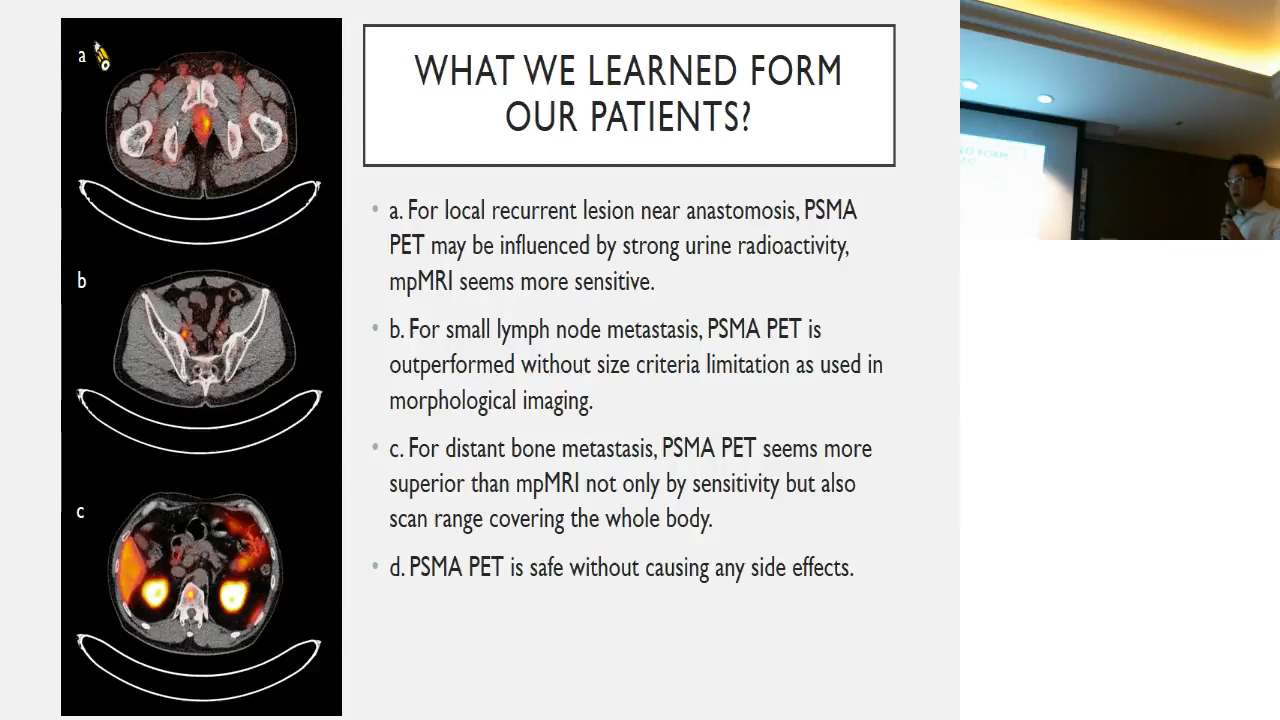 a
b
c
WHAT WE LEARNED FORM
OUR PATIENTS?
• a. For local recurrent lesion near anastomosis, PSMA
PET may be influenced by strong urine radioactivity,
mpMRI seems more sensitive.
• b. For small lymph node metastasis, PSMA PET is
outperformed without size criteria limitation as used in
morphological imaging.
• c. For distant bone metastasis, PSMA PET seems more
superior than mpMRI not only by sensitivity but also
scan range covering the whole body.
• d. PSMA PET is safe without causing any side effects.